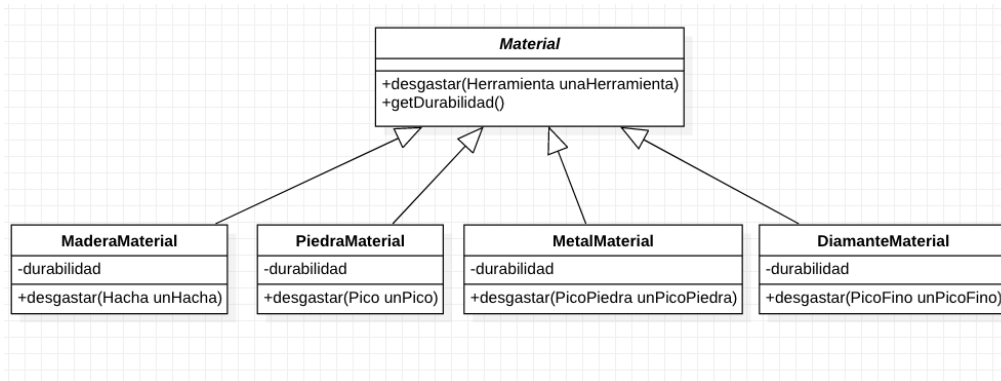 Material
+desgastar(Herramienta unaHerramienta)
+getDurabilidad()
MaderaMaterial
-durabilidad
+desgastar(Hacha unHacha)
PiedraMaterial
-durabilidad
+desgastar(Pico unPico)
MetalMaterial
-durabilidad
+desgastar(PicoPiedra unPicoPiedra)
DiamanteMaterial
-durabilidad
+desgastar(PicoFino unPicoFino)